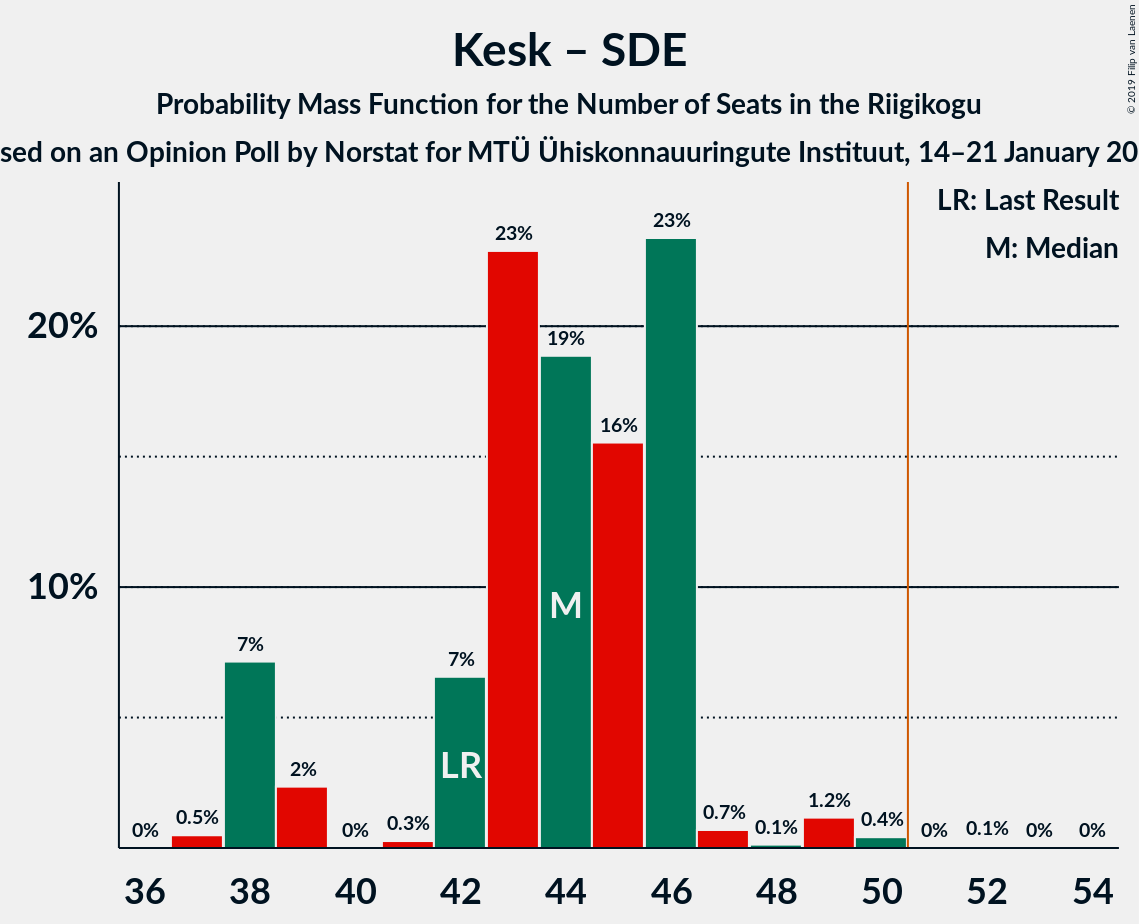 Kesk – SDE
Probability Mass Function for the Number of Seats in the Riigikogu
sed on an Opinion Poll by Norstat for MTÜ Ühiskonnauuringute Instituut, 14–21 January 20
© 2019 Filip van Laenen
LR: Last Result
M: Median
20%
10%
0%
0.5%
7%
2%
0%
0.3%
7%
23%
19%
16%
23%
0.7%
0.1%
1.2%
0.4%
0%
0.1%
0%
0%
LR
M
36 38 40 42 44 46 48 50 52 54